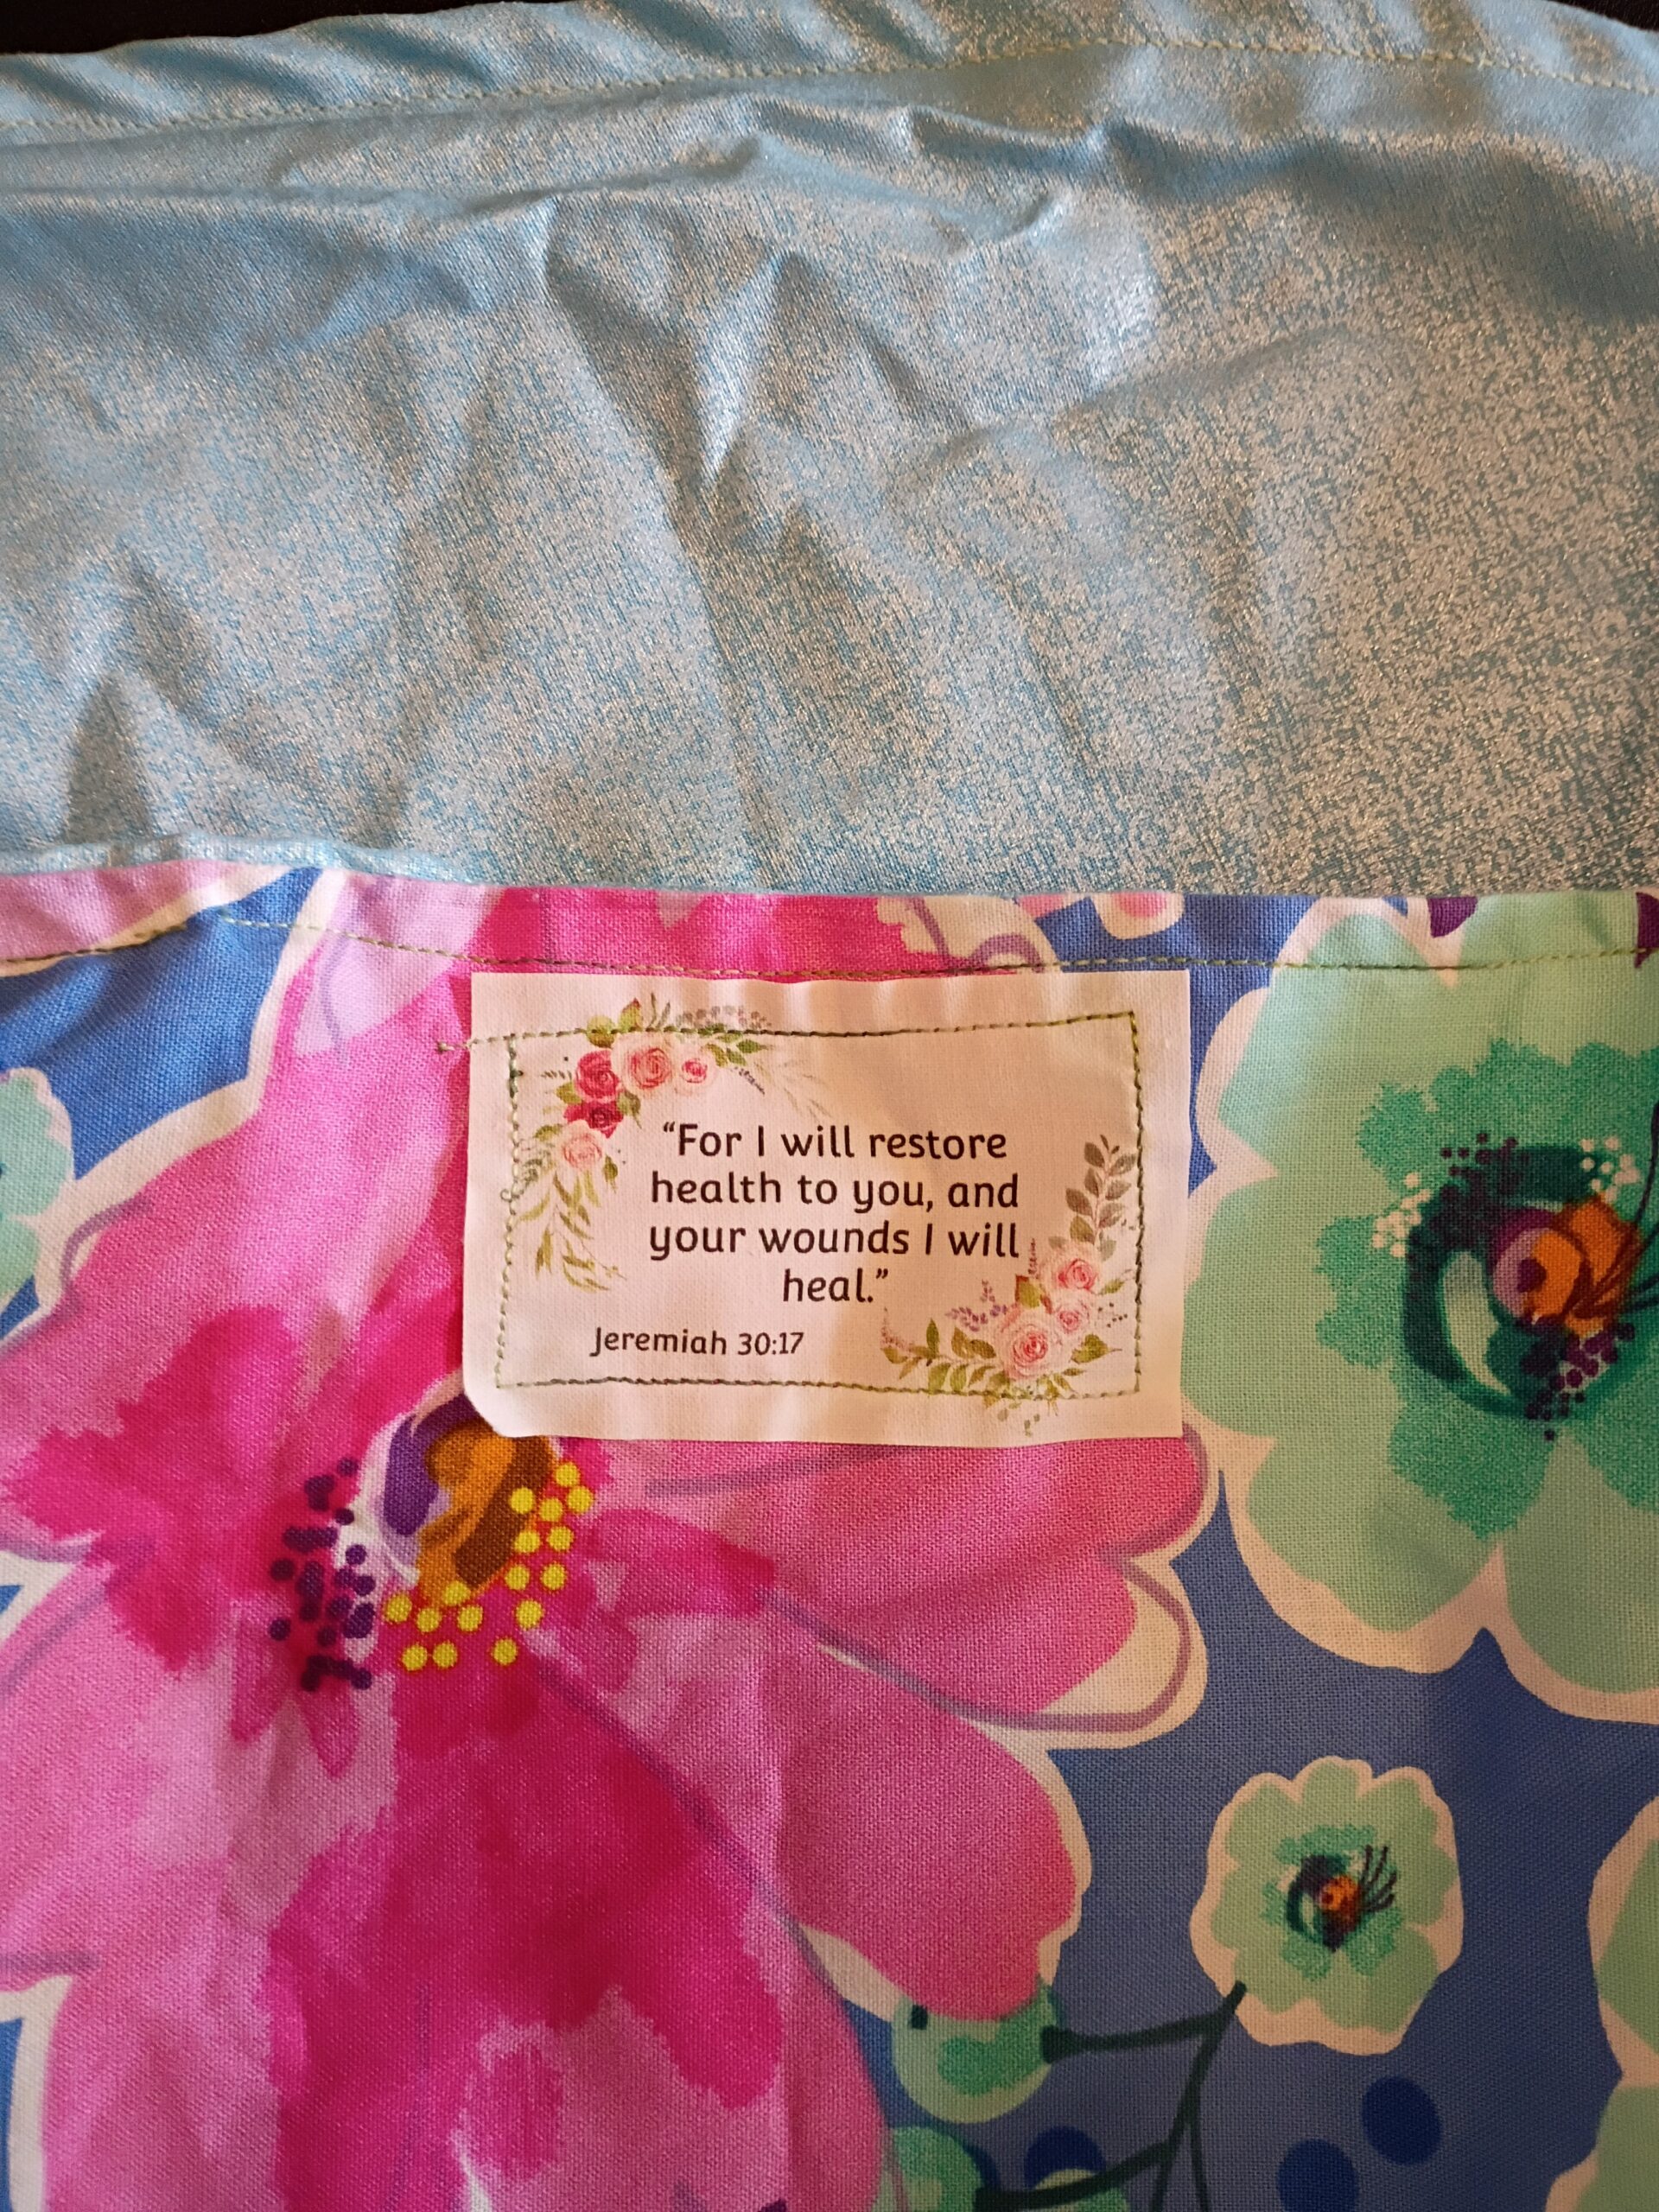 “For I will restore
health to you, and
your wounds I will
heal.”
Jeremiah 30:17